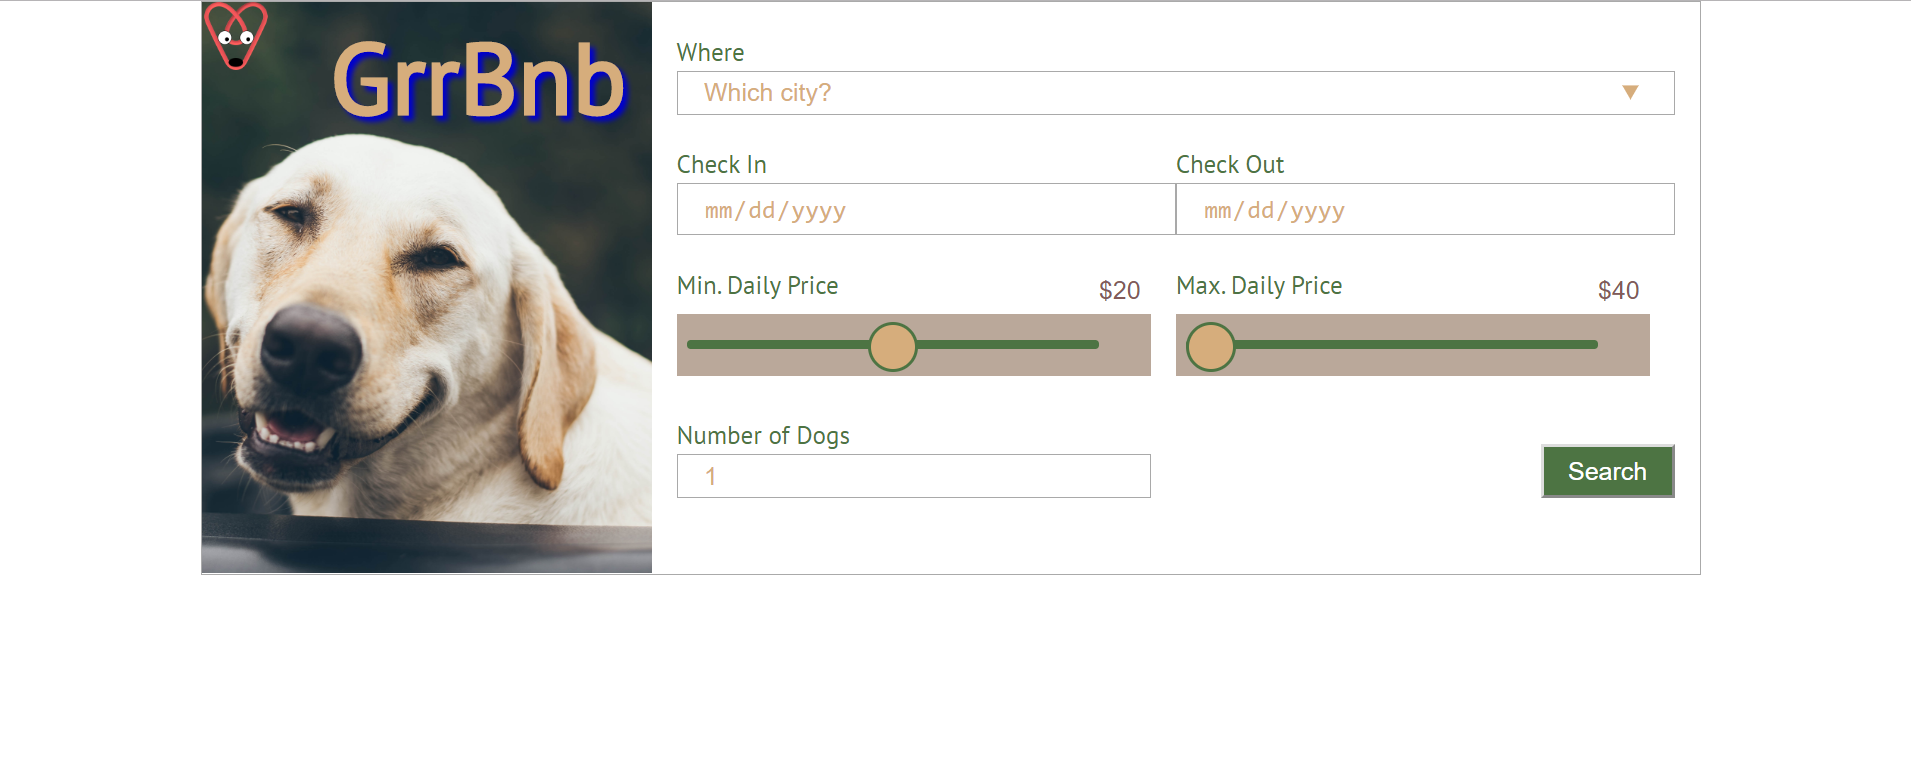 GrrBnb
Where
Which city?
Check In
Check Out
mm/dd/yyyy
mm/dd/yyyy
Min. Daily Price
$20
Max. Daily Price
$40
Number of Dogs
1
Search